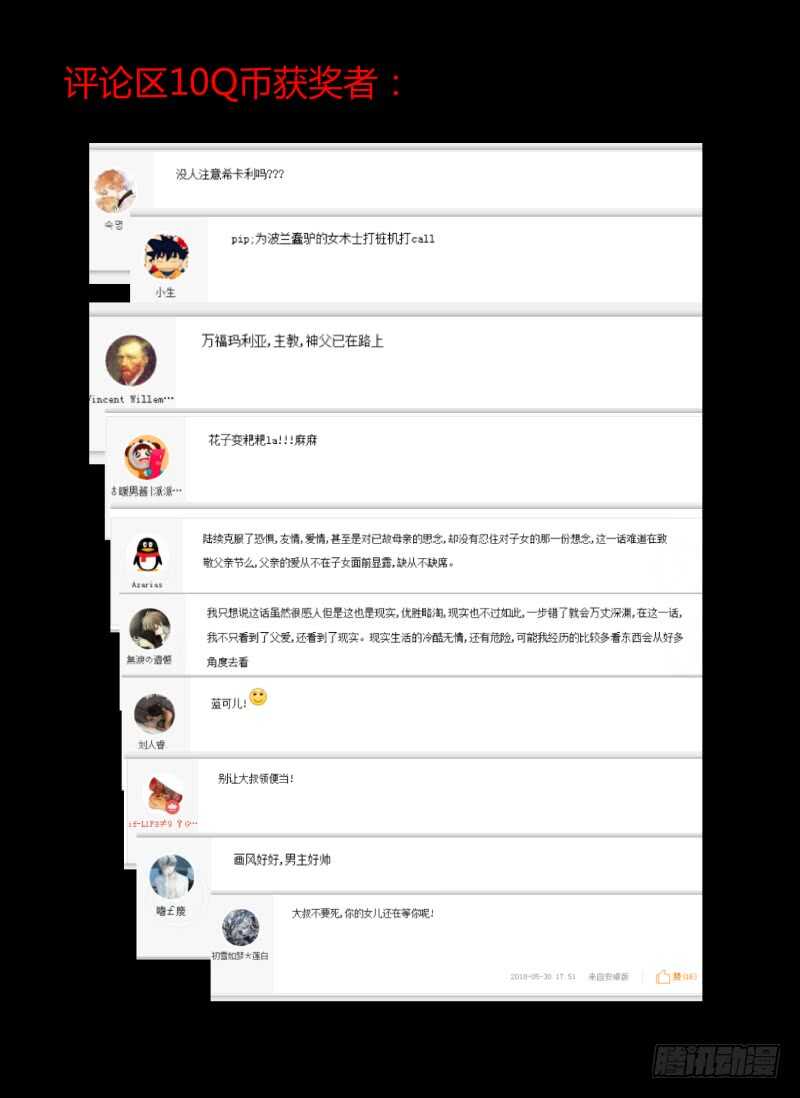 评论区10Q币获奖者：
没人注意希卡利吗???
令명
pip;为波兰蠢驴的女术士打桩机打call
小生
万福玛利亚,主教,神父已在路上
Vincent Willem…
花子变粑粑la!!!麻麻
♁暖男酱|派派…
陆续克服了恐惧,友情,爱情,甚至是对已故母亲的思念,却没有忍住对子女的那一份想念,这一话难道在致
敬父亲节么,父亲的爱从不在子女面前显露,缺从不缺席。
Azarias
我只想说这话虽然很感人但是这也是现实,优胜略淘,现实也不过如此,一步错了就会万丈深渊,在这一话,
我不只看到了父爱,还看到了现实。现实生活的冷酷无情,还有危险,可能我经历的比较多看东西会从好多
角度去看
無淚の遺憾
蓝可儿!
刘人睿
别让大叔领便当!
画风好好,男主好帅
嗜£废
大叔不要死,你的女儿还在等你呢!
初雪如梦☆莲白
2018-05-30 17:51 来自安卓版 赞(16)
腾讯动漫